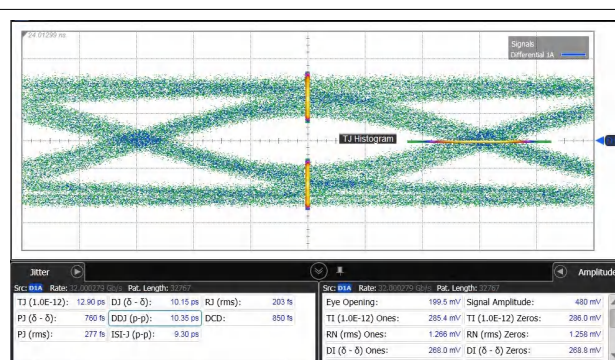 24.01299 ns
Signals
Differential 1A
TJ Histogram
Jitter
Amplitude
Src: D1A Rate: 32.000279 Gb/s Pat. Length: 32767
TJ (1.0E-12): 12.90 ps DJ (δ - δ): 10.15 ps RJ (rms): 203 fs
PJ (δ - δ): 760 fs DDJ (p-p): 10.35 ps DCD: 850 fs
PJ (rms): 277 fs ISI-J (p-p): 9.30 ps
Src: D1A Rate: 32.000279 Gb/s Pat. Length: 32767
Eye Opening: 199.5 mV Signal Amplitude: 480 mV
TI (1.0E-12) Ones: 285.4 mV TI (1.0E-12) Zeros: 286.0 mV
RN (rms) Ones: 1.266 mV RN (rms) Zeros: 1.258 mV
DI (δ - δ) Ones: 268.0 mV DI (δ - δ) Zeros: 268.8 mV